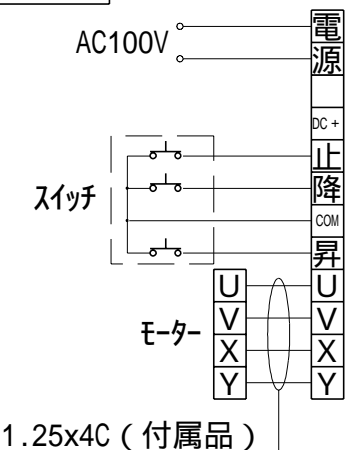 AC100V
電
源
DC +
止
降
COM
昇
スイッチ
モーター
U
V
X
Y
U
V
X
Y
1.25x4C（付属品）